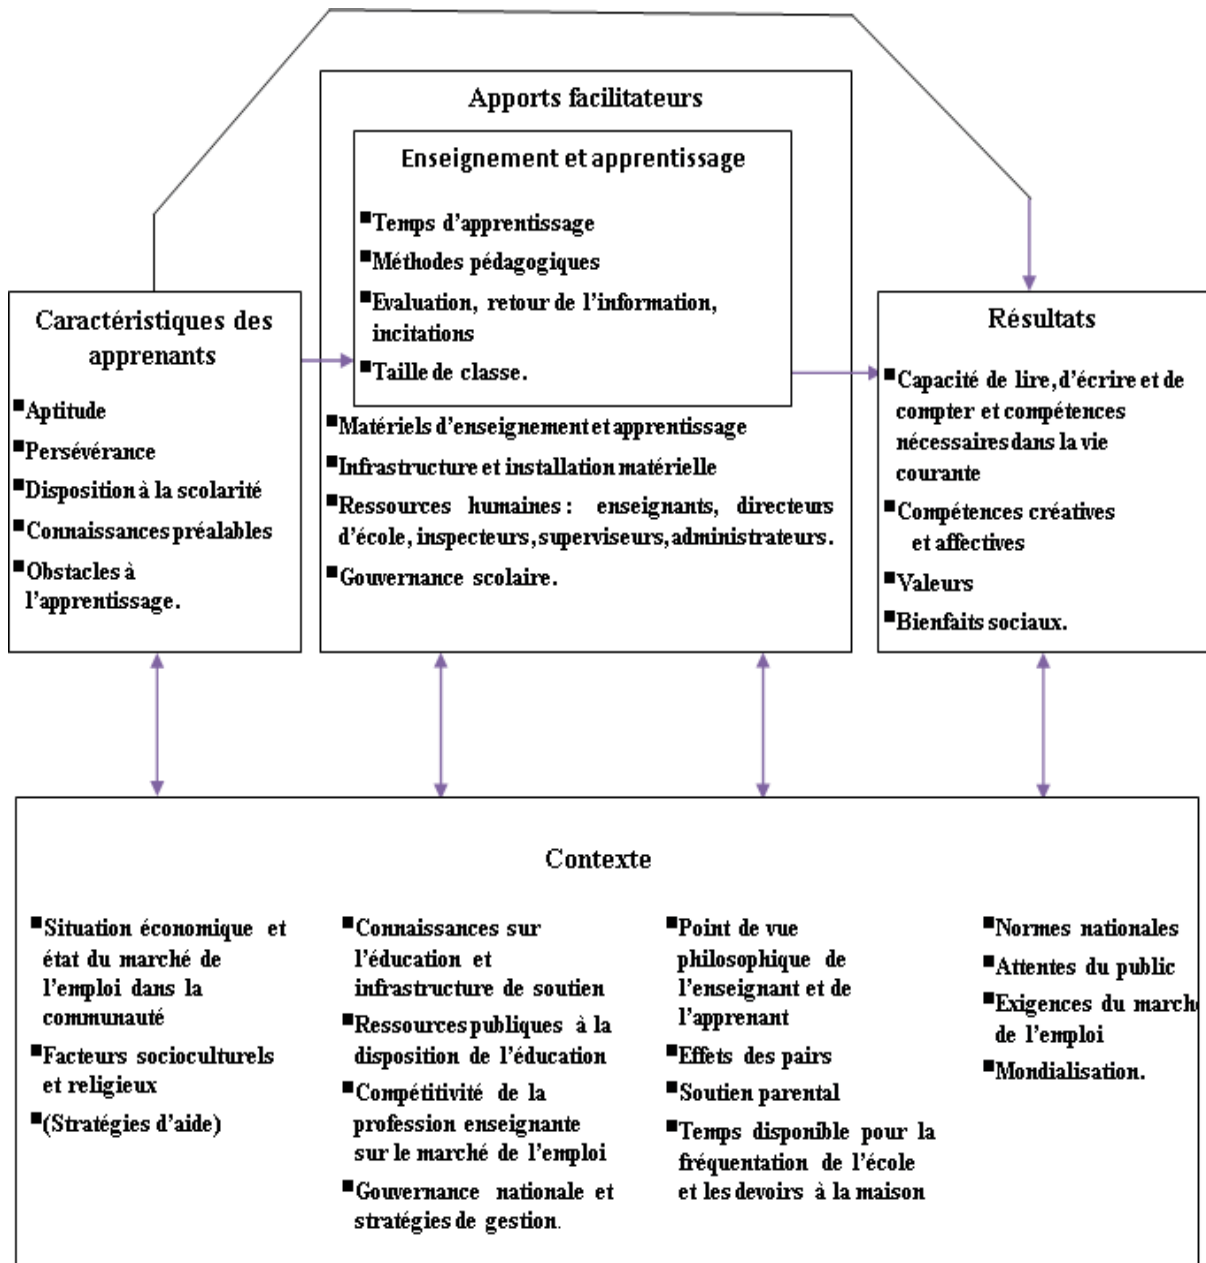 Apports facilitateurs
Enseignement et apprentissage
■Temps d'apprentissage
■Méthodes pédagogiques
■Evaluation, retour de l'information,
incitations
■Taille de classe.
■Matériels d'enseignement et apprentissage
■Infrastructure et installation matérielle
■Ressources humaines : enseignants, directeurs
d'école, inspecteurs, superviseurs, administrateurs.
■Gouvernance scolaire.
Caractéristiques des
apprenants
■Aptitude
■Persévérance
■Disposition à la scolarité
■Connaissances préalables
■Obstacles à
l'apprentissage.
Résultats
■Capacité de lire, d'écrire et de
compter et compétences
nécessaires dans la vie
courante
■Compétences créatives
et affectives
■Valeurs
■Bienfaits sociaux.
Contexte
■Situation économique et
état du marché de
l'emploi dans la
communauté
■Facteurs socioculturels
et religieux
■(Stratégies d'aide)
■Connaissances sur
l'éducation et
infrastructure de soutien
■Ressources publiques à la
disposition de l'éducation
■Compétitivité de la
profession enseignante
sur le marché de l'emploi
■Gouvernance nationale et
stratégies de gestion.
■Point de vue
philosophique de
l'enseignant et de
l'apprenant
■Effets des pairs
■Soutien parental
■Temps disponible pour la
fréquentation de l'école
et les devoirs à la maison
■Normes nationales
■Attentes du public
■Exigences du march
de l'emploi
■Mondialisation.